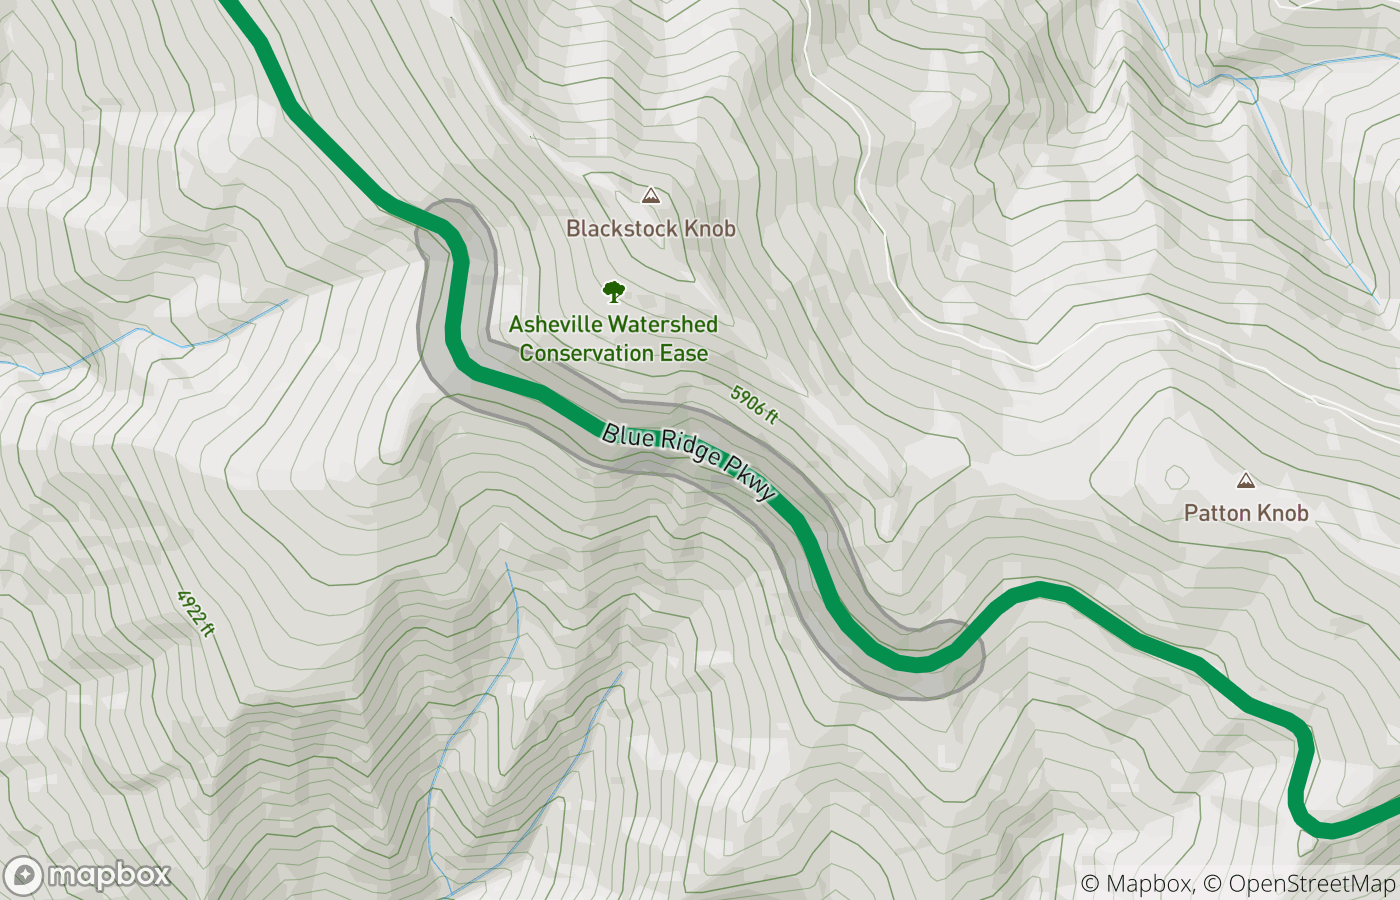 Blackstock Knob
Asheville Watershed
Conservation Ease
5906 ft
Blue Ridge Pkwy
Patton Knob
4922 ft
mapbox
© Mapbox, © OpenStreetMap